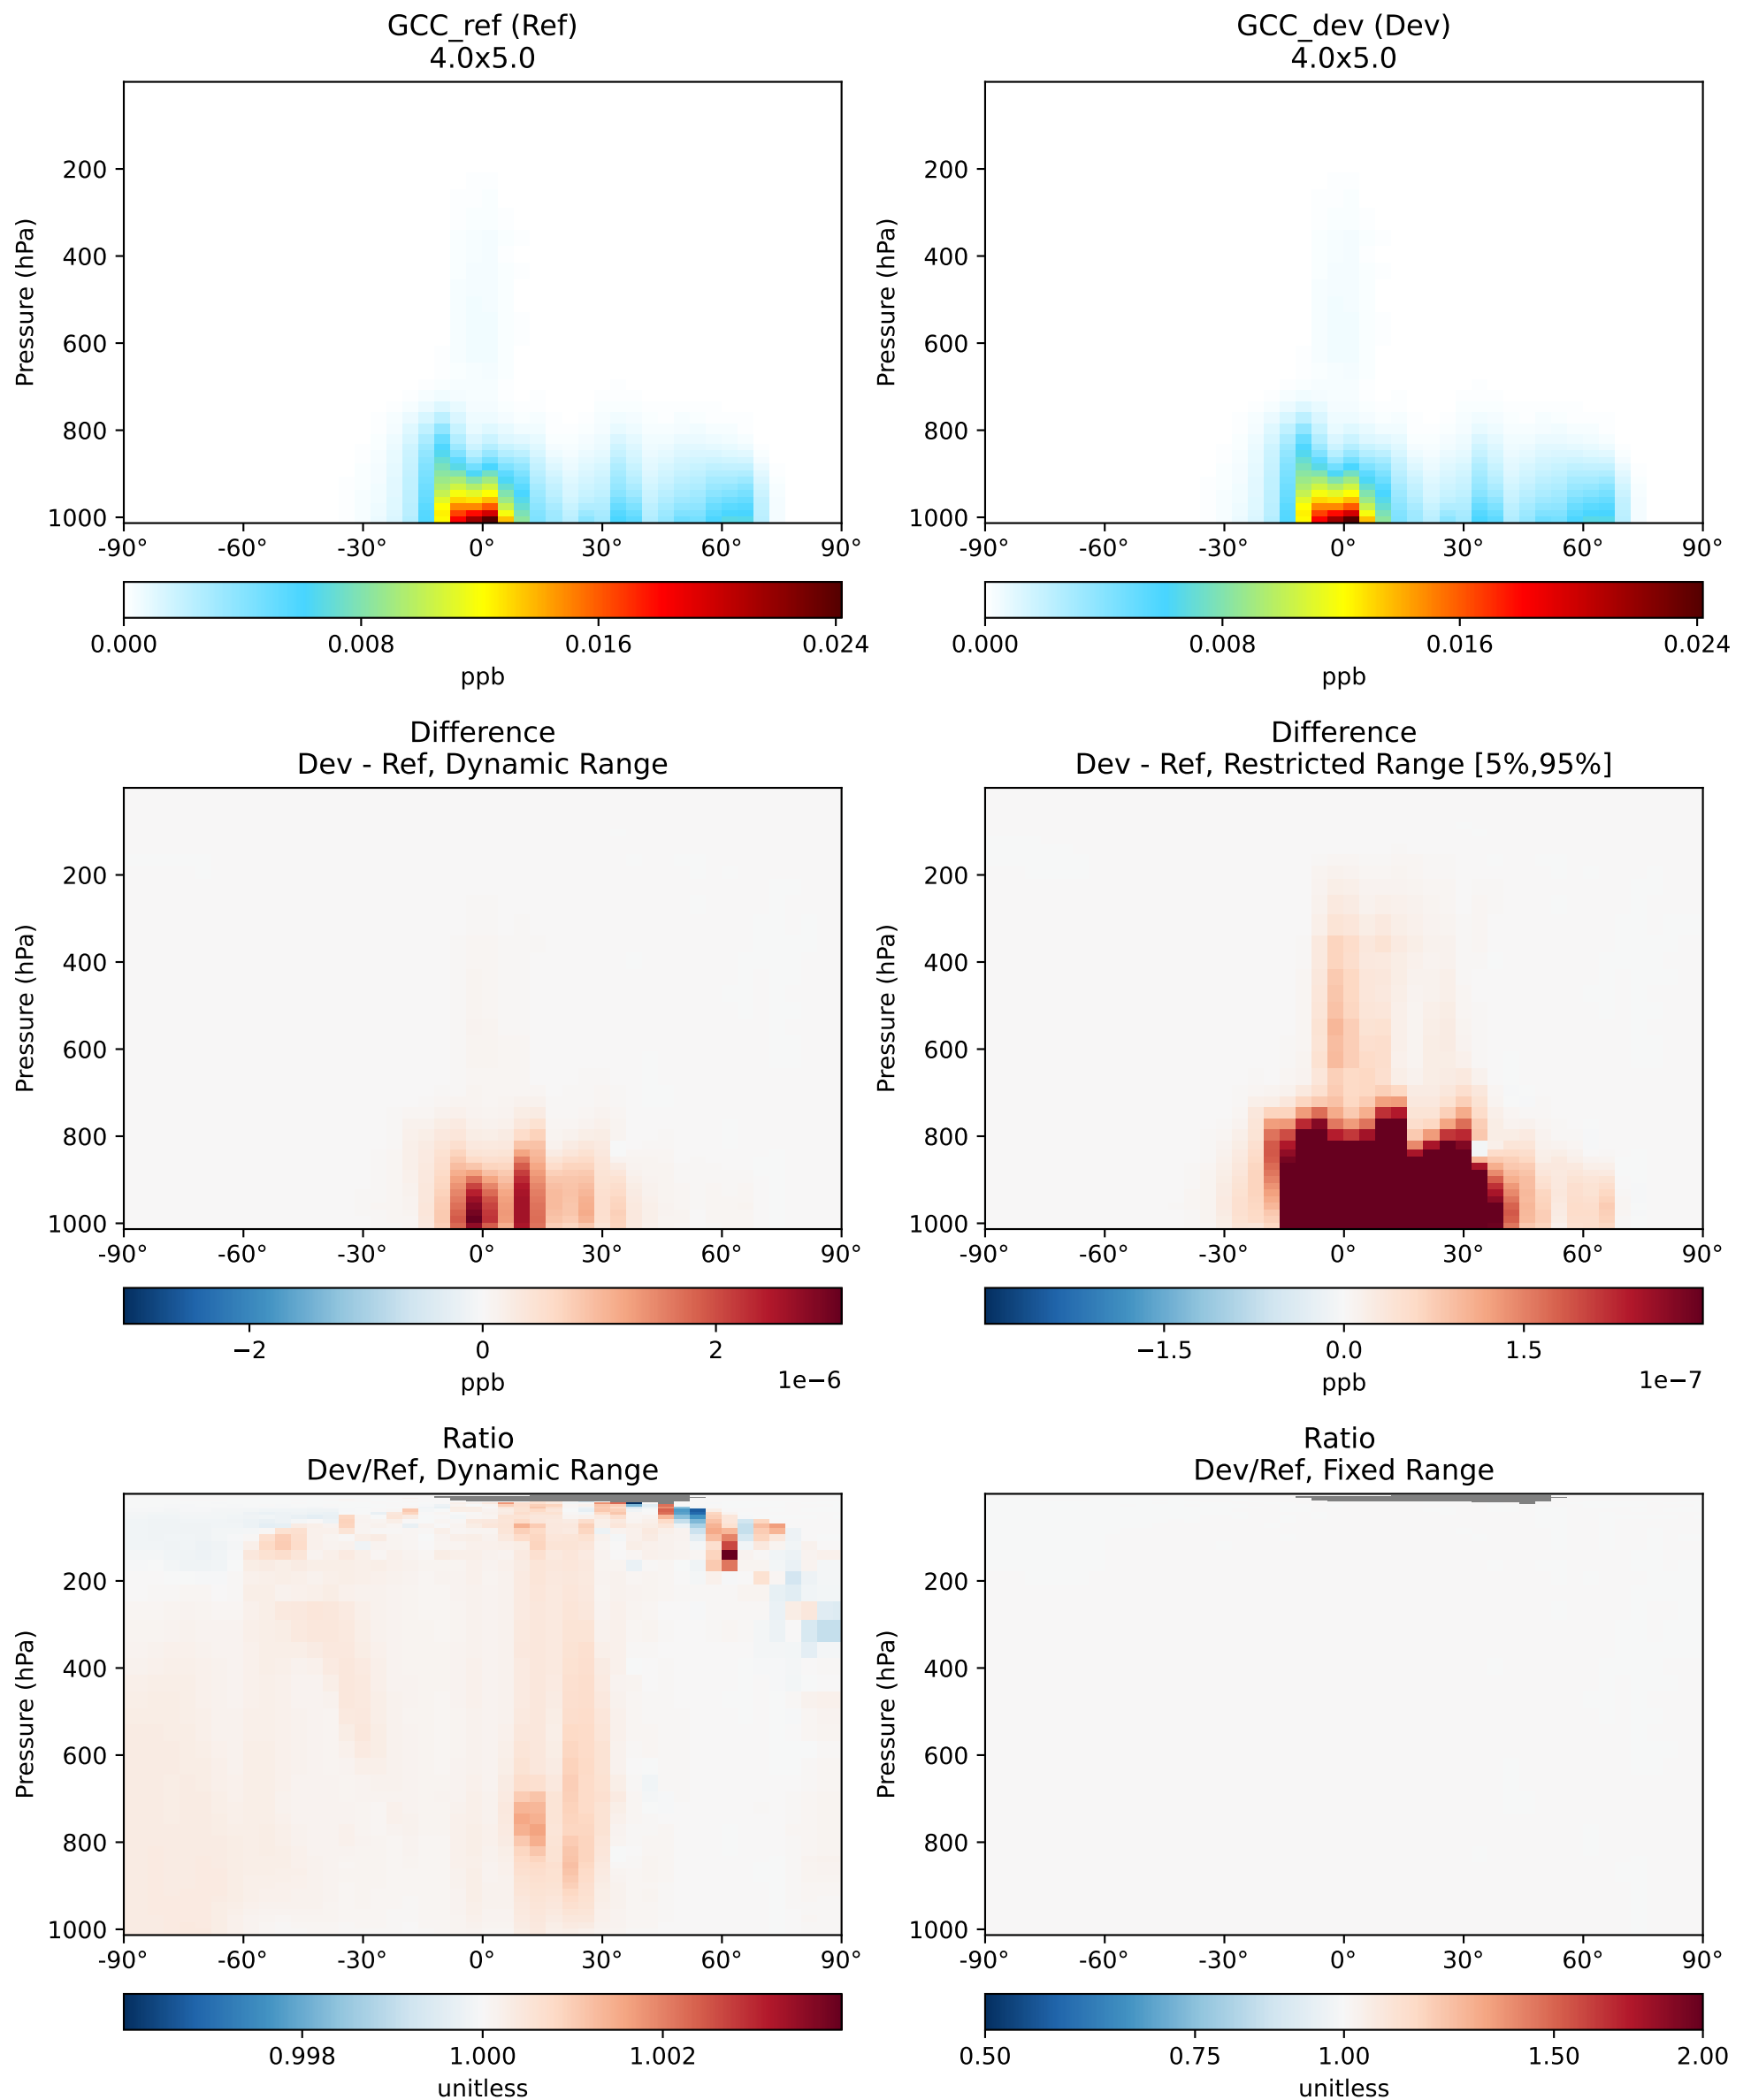 GCC_ref (Ref)
4.0x5.0
Pressure (hPa)
200
400
600
800
1000
-90° -60° -30° 0° 30° 60° 90°
0.000 0.008 0.016 0.024
ppb
GCC_dev (Dev)
4.0x5.0
Pressure (hPa)
200
400
600
800
1000
-90° -60° -30° 0° 30° 60° 90°
0.000 0.008 0.016 0.024
ppb
Difference
Dev - Ref, Dynamic Range
Pressure (hPa)
200
400
600
800
1000
-90° -60° -30° 0° 30° 60° 90°
−2 0 2
1e−6
ppb
Difference
Dev - Ref, Restricted Range [5%,95%]
Pressure (hPa)
200
400
600
800
1000
-90° -60° -30° 0° 30° 60° 90°
−1.5 0.0 1.5
1e−7
ppb
Ratio
Dev/Ref, Dynamic Range
Pressure (hPa)
200
400
600
800
1000
-90° -60° -30° 0° 30° 60° 90°
0.998 1.000 1.002
unitless
Ratio
Dev/Ref, Fixed Range
Pressure (hPa)
200
400
600
800
1000
-90° -60° -30° 0° 30° 60° 90°
0.50 0.75 1.00 1.50 2.00
unitless